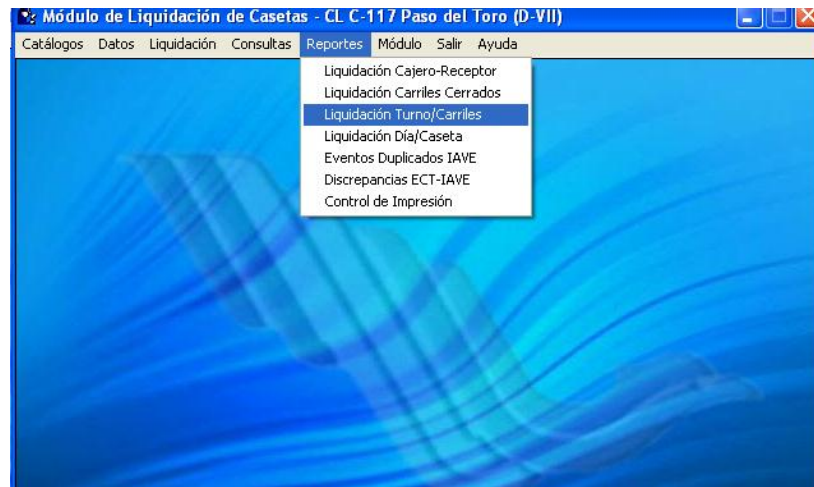 Módulo de Liquidación de Casetas - CL C-117 Paso del Toro (D-VII)
Catálogos Datos Liquidación Consultas Reportes Módulo Salir Ayuda
Liquidación Cajero-Receptor
Liquidación Carriles Cerrados
Liquidación Turno/Carriles
Liquidación Día/Caseta
Eventos Duplicados IAVE
Discrepancias ECT-IAVE
Control de Impresión